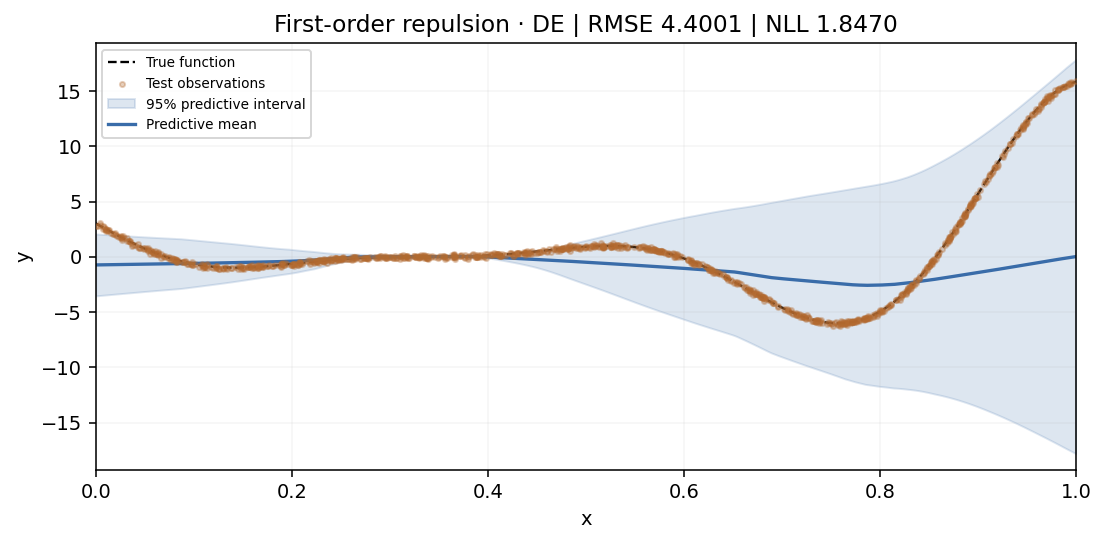 First-order repulsion · DE | RMSE 4.4001 | NLL 1.8470
True function
Test observations
95% predictive interval
Predictive mean
y
15
10
5
0
−5
−10
−15
0.0 0.2 0.4 0.6 0.8 1.0
x